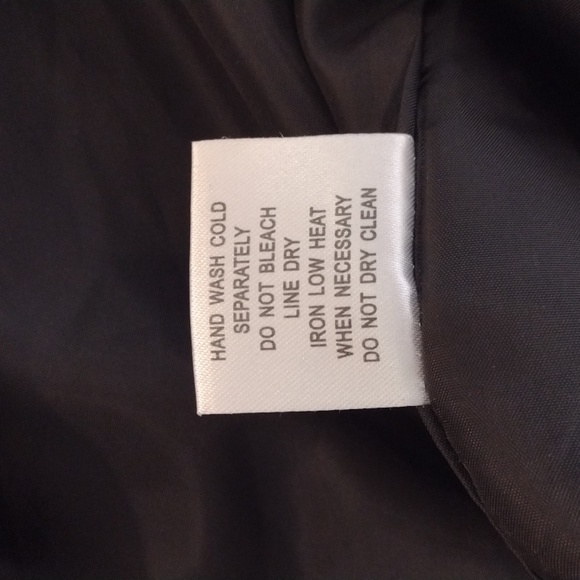 HAND WASH COLD
SEPARATELY
DO NOT BLEACH
LINE DRY
IRON LOW HEAT
WHEN NECESSARY
DO NOT DRY CLEAN